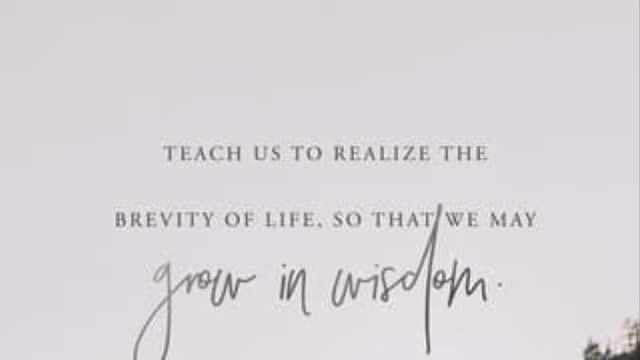 TEACH US TO REALIZE THE
BREVITY OF LIFE, SO THAT WE MAY
grow in wisdom.